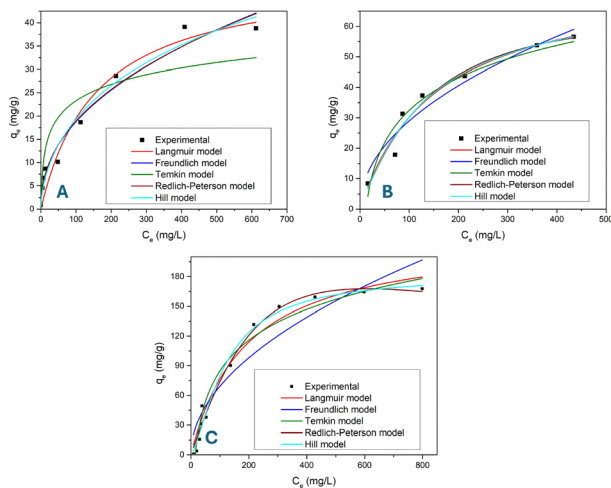 45
40
35
30
25
20
15
10
5
0
qe (mg/g)
A
Experimental
Langmuir model
Freundlich model
Temkin model
Redlich-Peterson model
Hill model
0 100 200 300 400 500 600 700
Ce (mg/L)
60
50
40
30
20
10
0
qe (mg/g)
B
Experimental
Langmuir model
Freundlich model
Temkin model
Redlich-Peterson model
Hill model
0 100 200 300 400 500
Ce (mg/L)
180
150
120
90
60
30
0
qe (mg/g)
C
Experimental
Langmuir model
Freundlich model
Temkin model
Redlich-Peterson model
Hill model
0 200 400 600 800
Ce (mg/L)